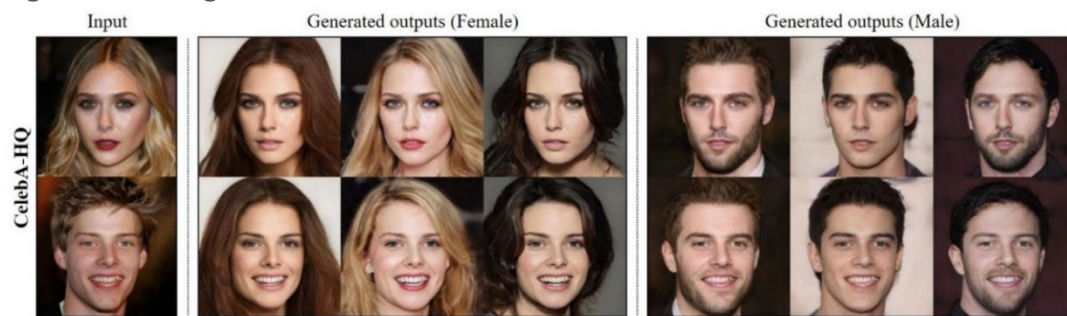 Input
Generated outputs (Female)
Generated outputs (Male)
CelebA-HQ